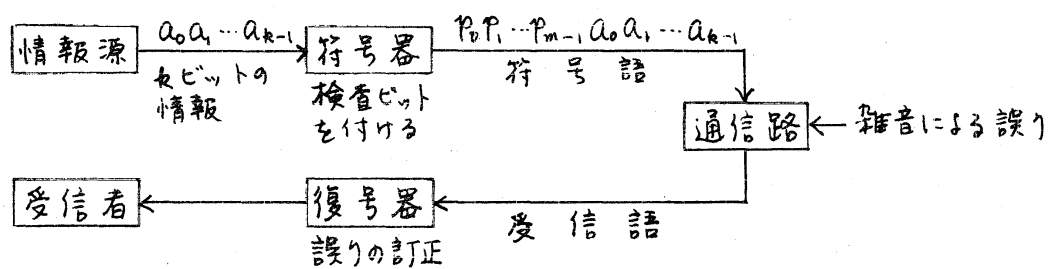 情報源
a₀a₁…aₖ₋₁
kビットの
情報
符号器
検査ビット
を付ける
p₀p₁…pₘ₋₁a₀a₁…aₖ₋₁
符号語
通信路
雑音による誤り
受信語
復号器
誤りの訂正
受信者